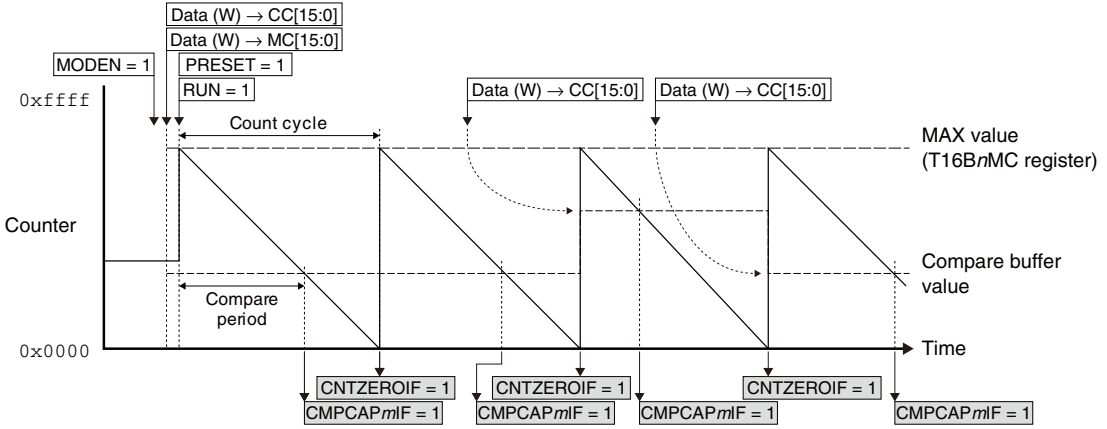 Data (W) → CC[15:0]
Data (W) → MC[15:0]
MODEN = 1
PRESET = 1
RUN = 1
Data (W) → CC[15:0]
Data (W) → CC[15:0]
0xffff
Count cycle
MAX value
(T16BnMC register)
Counter
Compare buffer
value
Compare
period
0x0000
Time
CNTZEROIF = 1
CNTZEROIF = 1
CNTZEROIF = 1
CMPCAPmIF = 1
CMPCAPmIF = 1
CMPCAPmIF = 1
CMPCAPmIF = 1